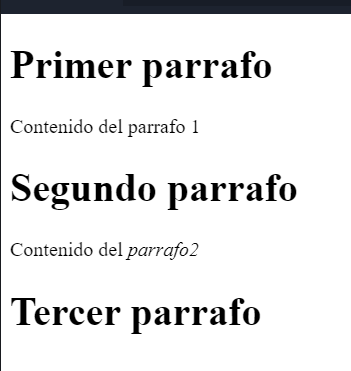 Primer parrafo
Contenido del parrafo 1
Segundo parrafo
Contenido del parrafo2
Tercer parrafo